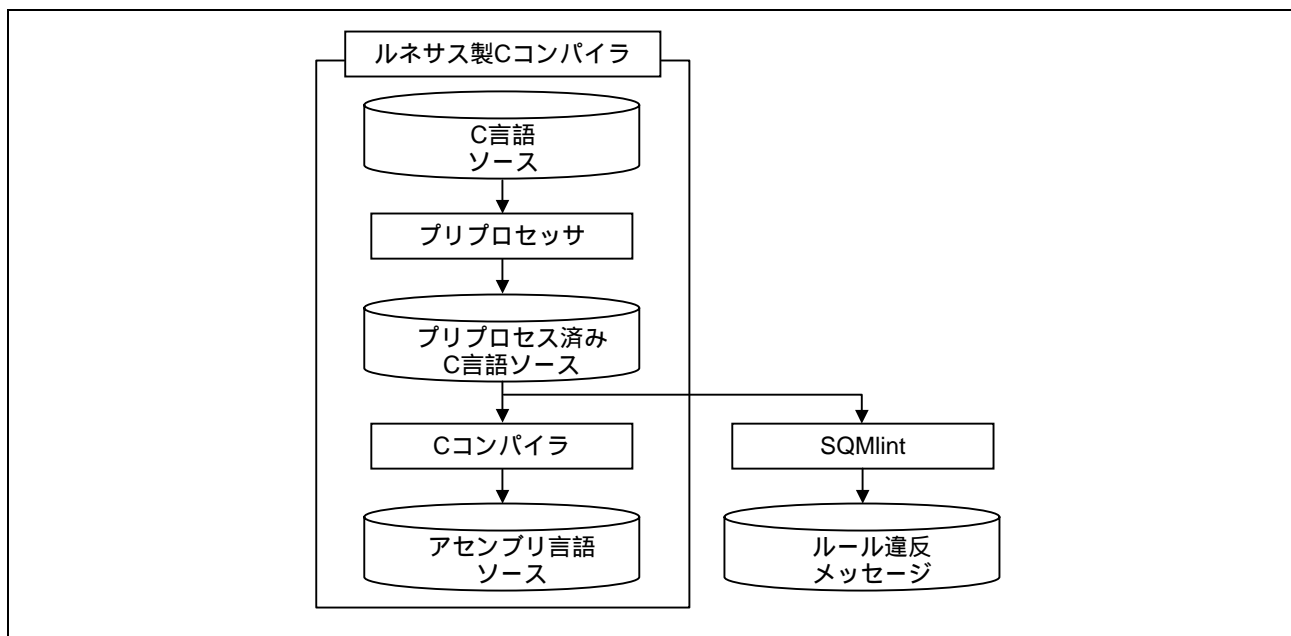 ルネサス製Cコンパイラ
C言語
ソース
プリプロセッサ
プリプロセス済み
C言語ソース
Cコンパイラ
SQMlint
アセンブリ言語
ソース
ルール違反
メッセージ